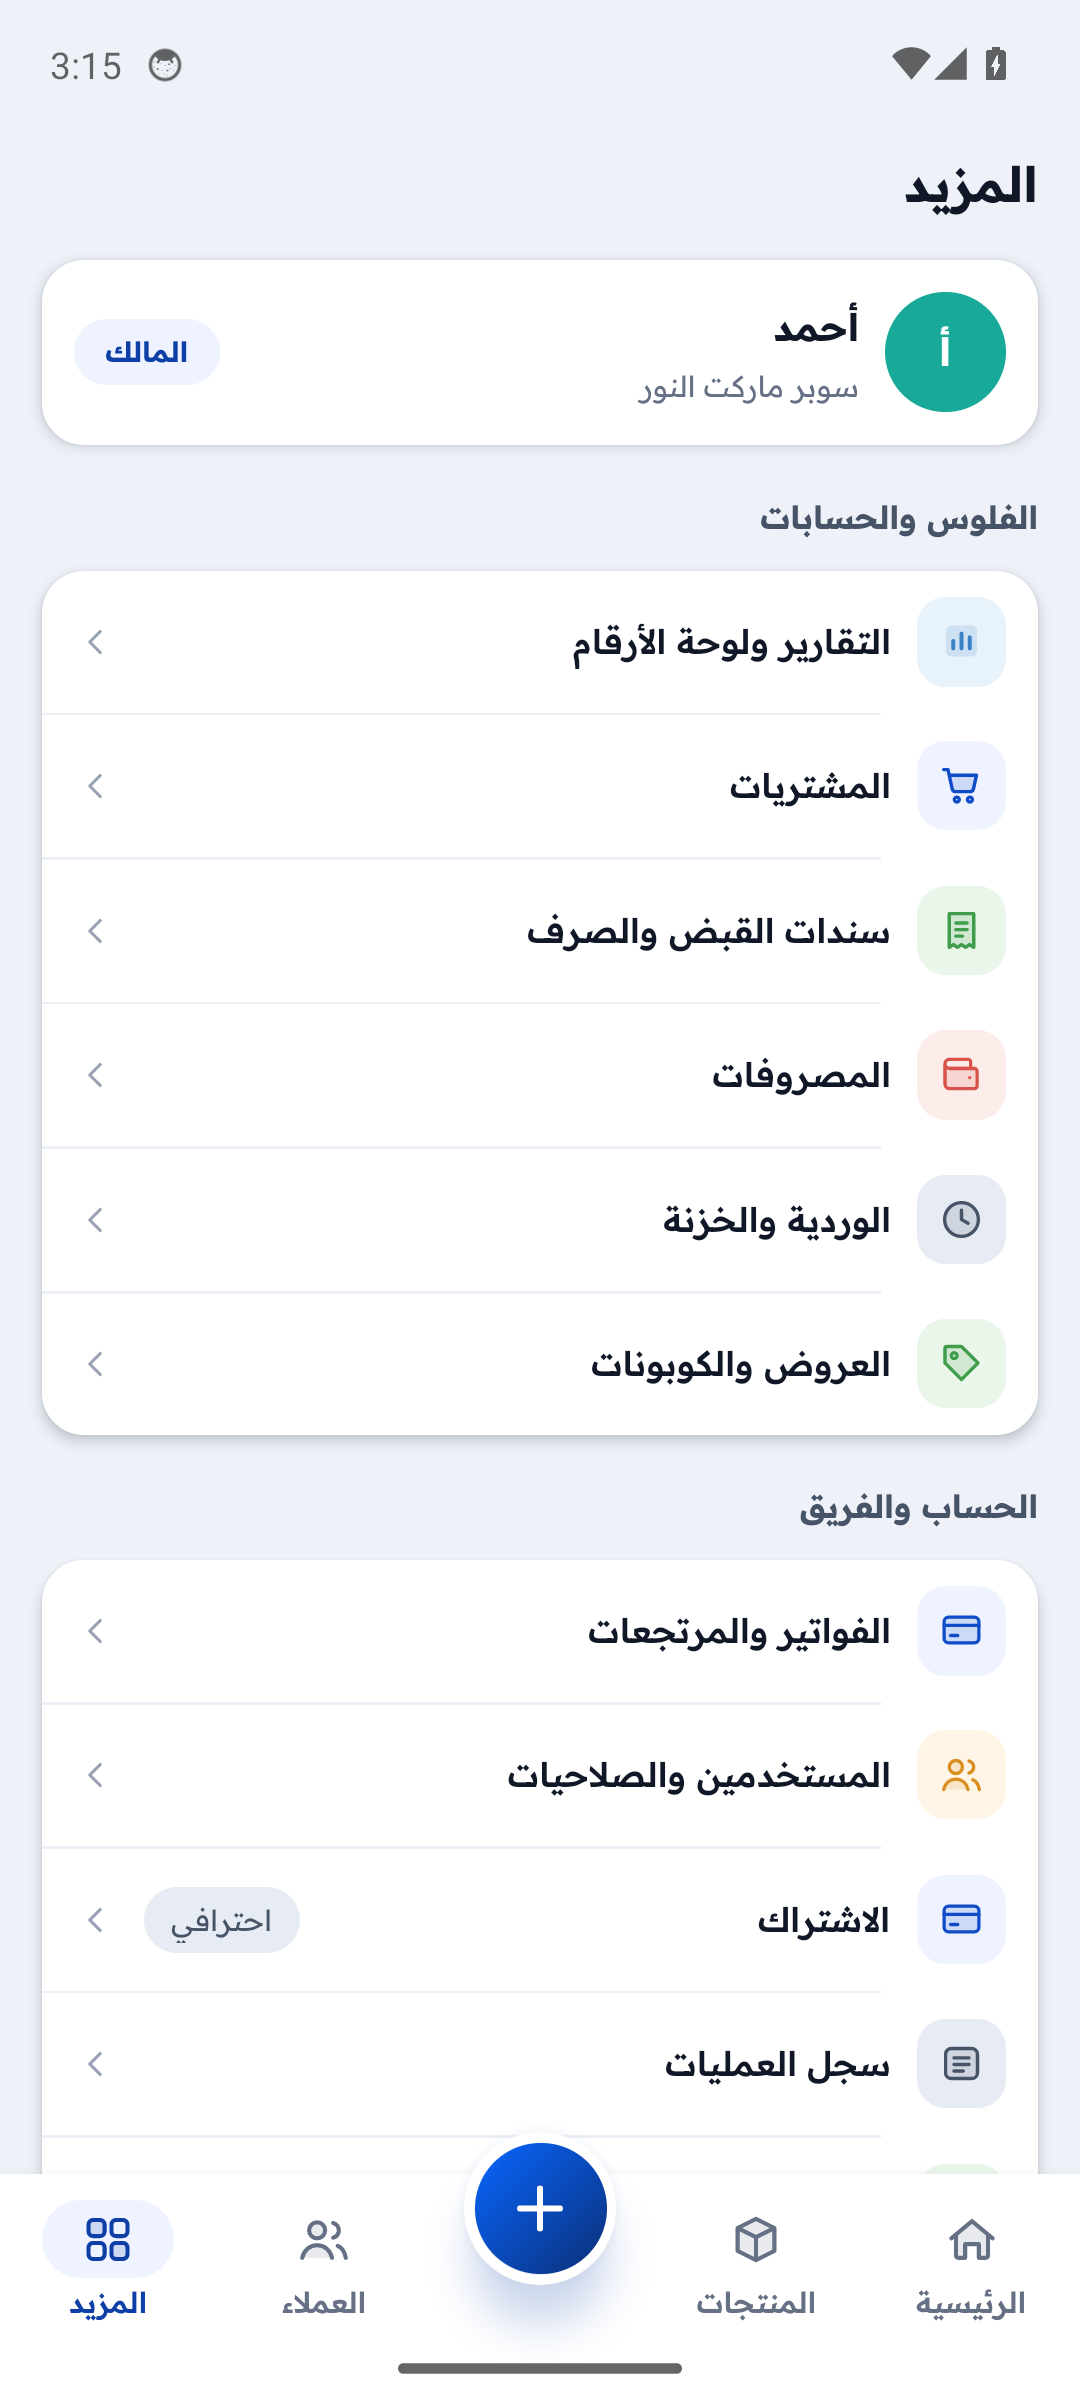 3:15
المزيد
أ
أحمد
سوبر ماركت النور
المالك
الفلوس والحسابات
التقارير ولوحة الأرقام
المشتريات
سندات القبض والصرف
المصروفات
الوردية والخزنة
العروض والكوبونات
الحساب والفريق
الفواتير والمرتجعات
المستخدمين والصلاحيات
الاشتراك
احترافي
سجل العمليات
الرئيسية
المنتجات
العملاء
المزيد